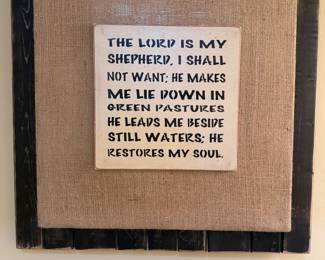 THE LORD IS MY
SHEPHERD, I SHALL
NOT WANT; HE MAKES
ME LIE DOWN IN
GREEN PASTURES
HE LEADS ME BESIDE
STILL WATERS; HE
RESTORES MY SOUL.